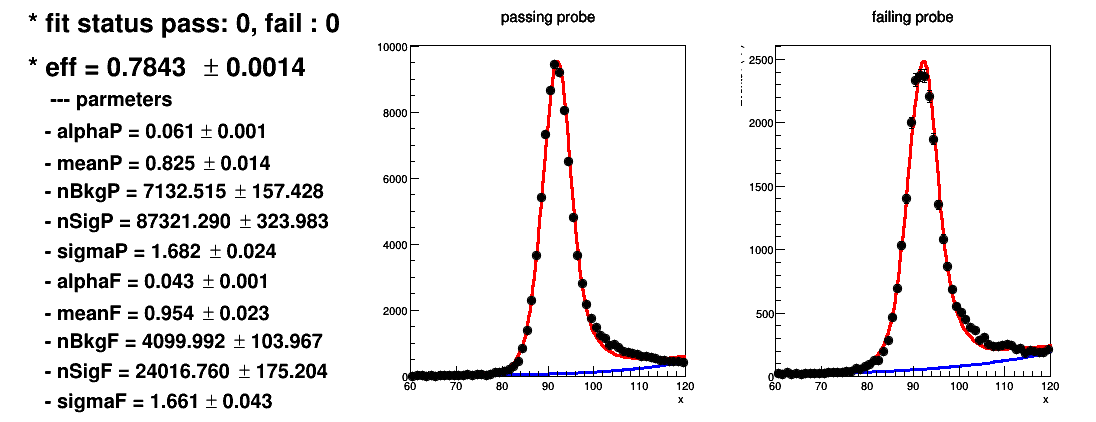 * fit status pass: 0, fail : 0
* eff = 0.7843 ± 0.0014
--- parmeters
- alphaP = 0.061 ± 0.001
- meanP = 0.825 ± 0.014
- nBkgP = 7132.515 ± 157.428
- nSigP = 87321.290 ± 323.983
- sigmaP = 1.682 ± 0.024
- alphaF = 0.043 ± 0.001
- meanF = 0.954 ± 0.023
- nBkgF = 4099.992 ± 103.967
- nSigF = 24016.760 ± 175.204
- sigmaF = 1.661 ± 0.043
passing probe
10000
8000
6000
4000
2000
0
60 70 80 90 100 110 120
x
failing probe
2500
2000
1500
1000
500
0
60 70 80 90 100 110 120
x